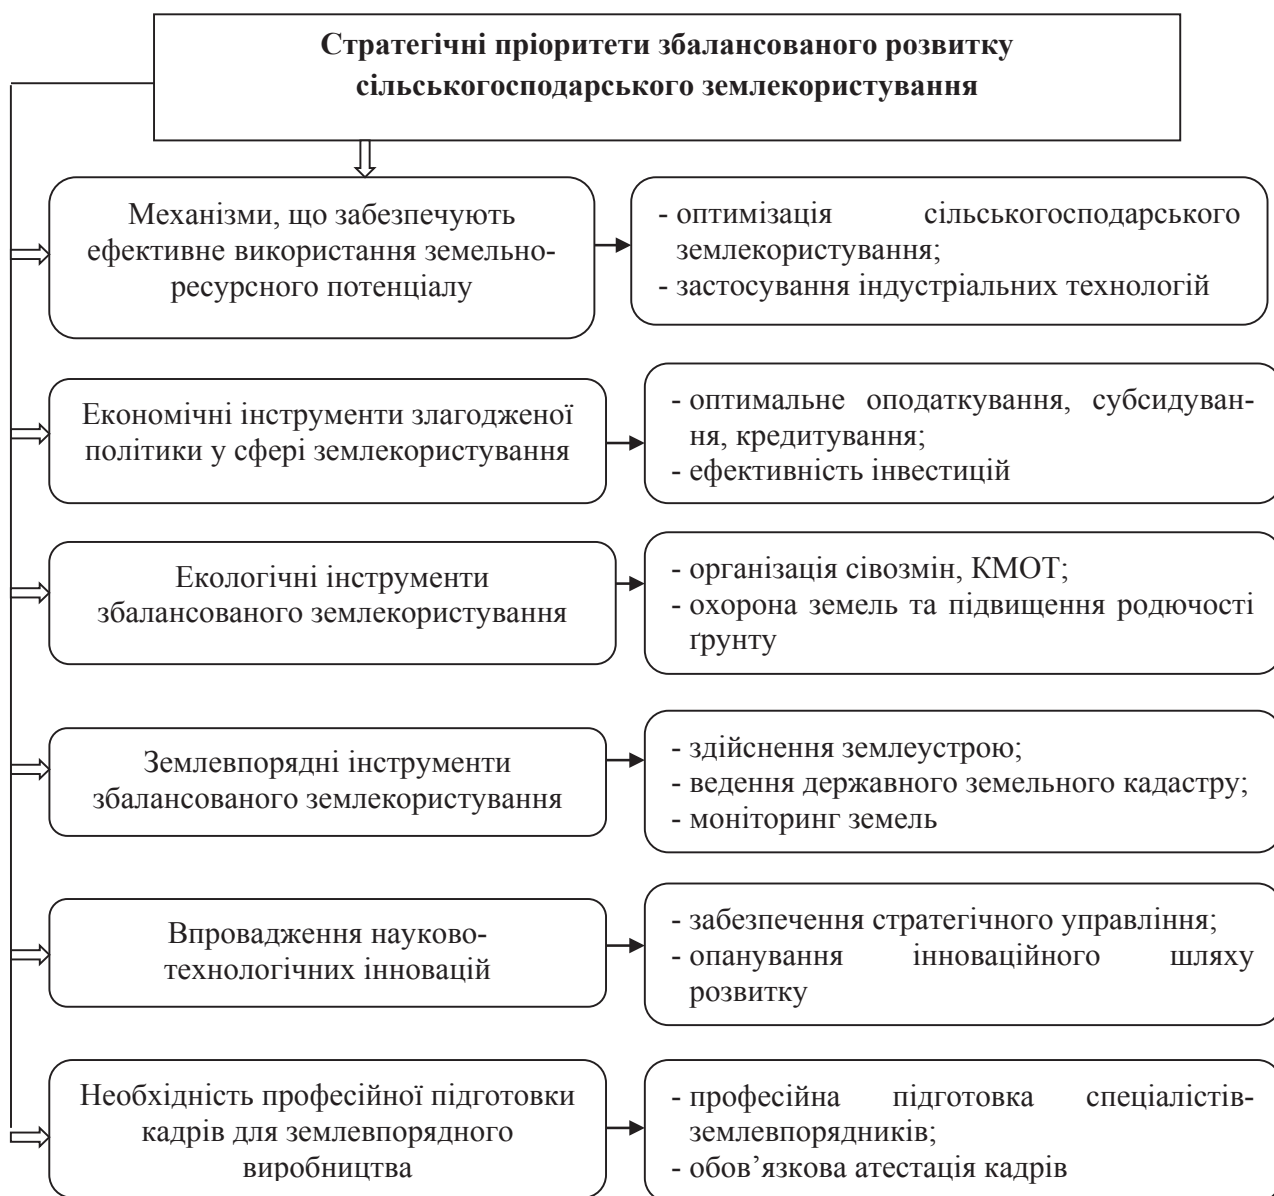 Стратегічні пріоритети збалансованого розвитку
сільськогосподарського землекористування
Механізми, що забезпечують
ефективне використання земельно-
ресурсного потенціалу
- оптимізація сільськогосподарського
землекористування;
- застосування індустріальних технологій
Економічні інструменти злагодженої
політики у сфері землекористування
- оптимальне оподаткування, субсидуван-
ня, кредитування;
- ефективність інвестицій
Екологічні інструменти
збалансованого землекористування
- організація сівозмін, КМОТ;
- охорона земель та підвищення родючості
ґрунту
Землевпорядні інструменти
збалансованого землекористування
- здійснення землеустрою;
- ведення державного земельного кадастру;
- моніторинг земель
Впровадження науково-
технологічних інновацій
- забезпечення стратегічного управління;
- опанування інноваційного шляху
розвитку
Необхідність професійної підготовки
кадрів для землевпорядного
виробництва
- професійна підготовка спеціалістів-
землевпорядників;
- обов’язкова атестація кадрів